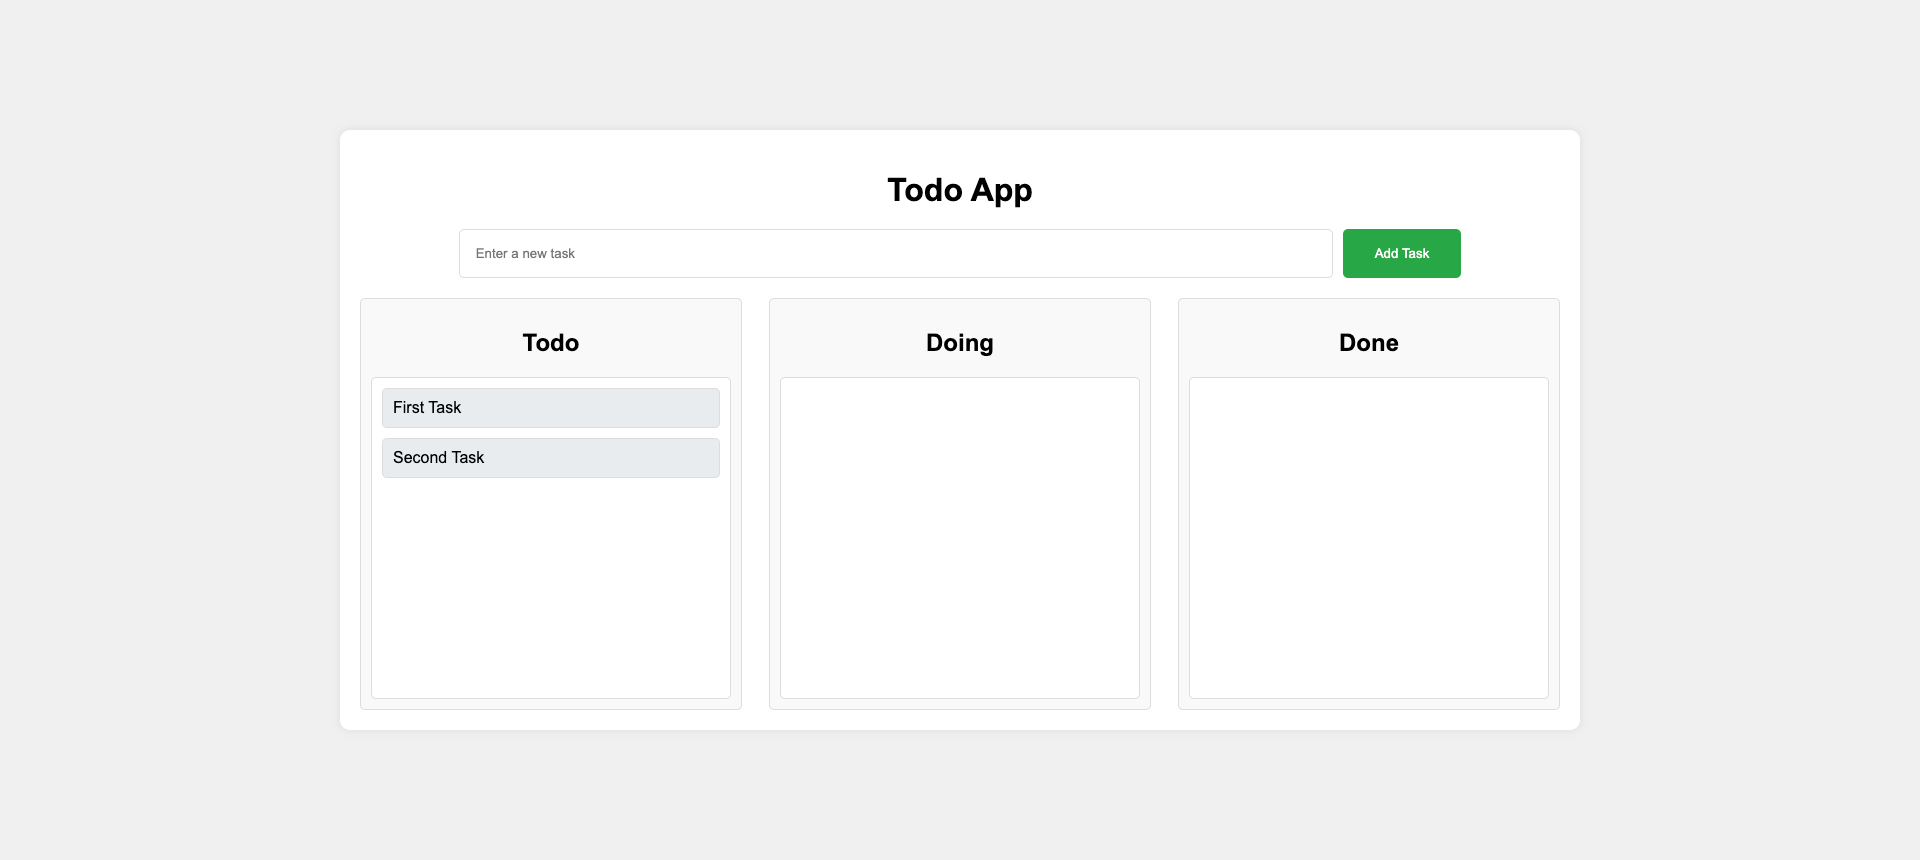 Todo App
Enter a new task
Add Task
Todo
Doing
Done
First Task
Second Task